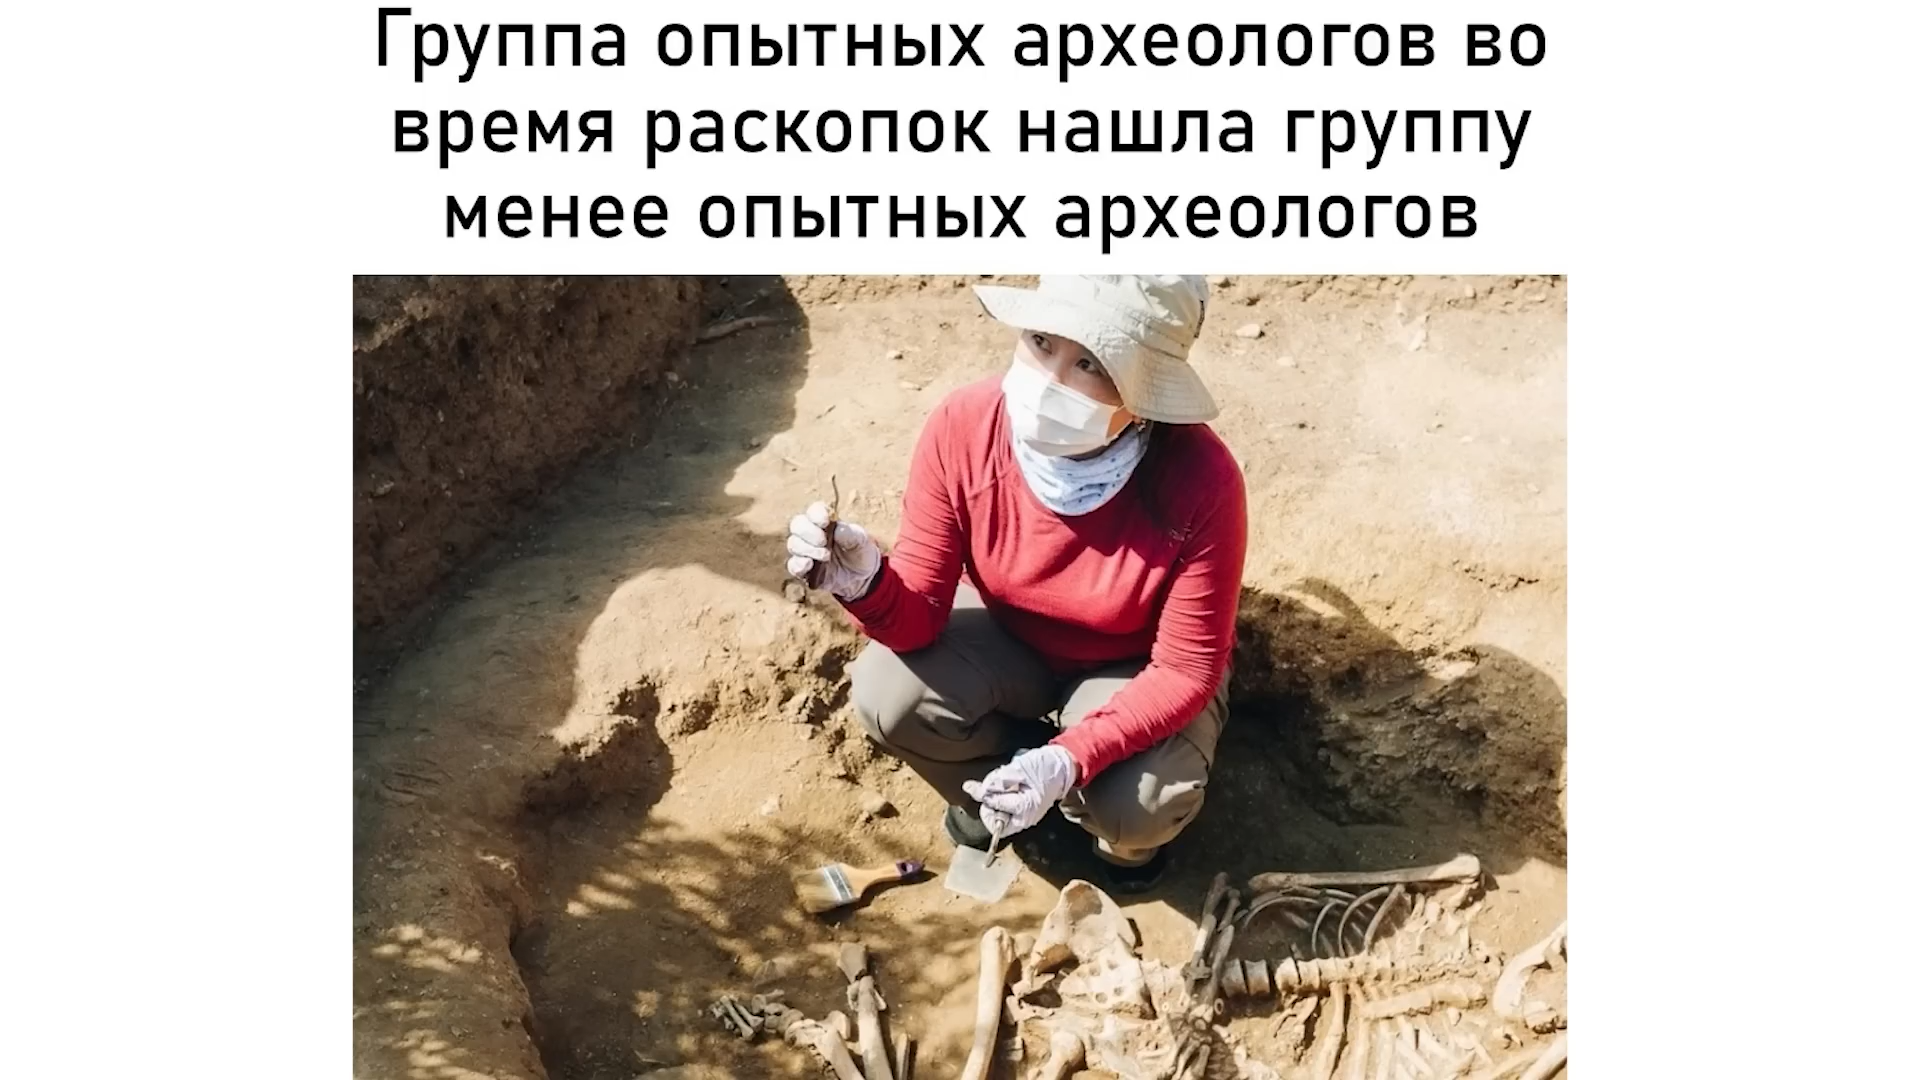 Группа опытных археологов во
время раскопок нашла группу
менее опытных археологов